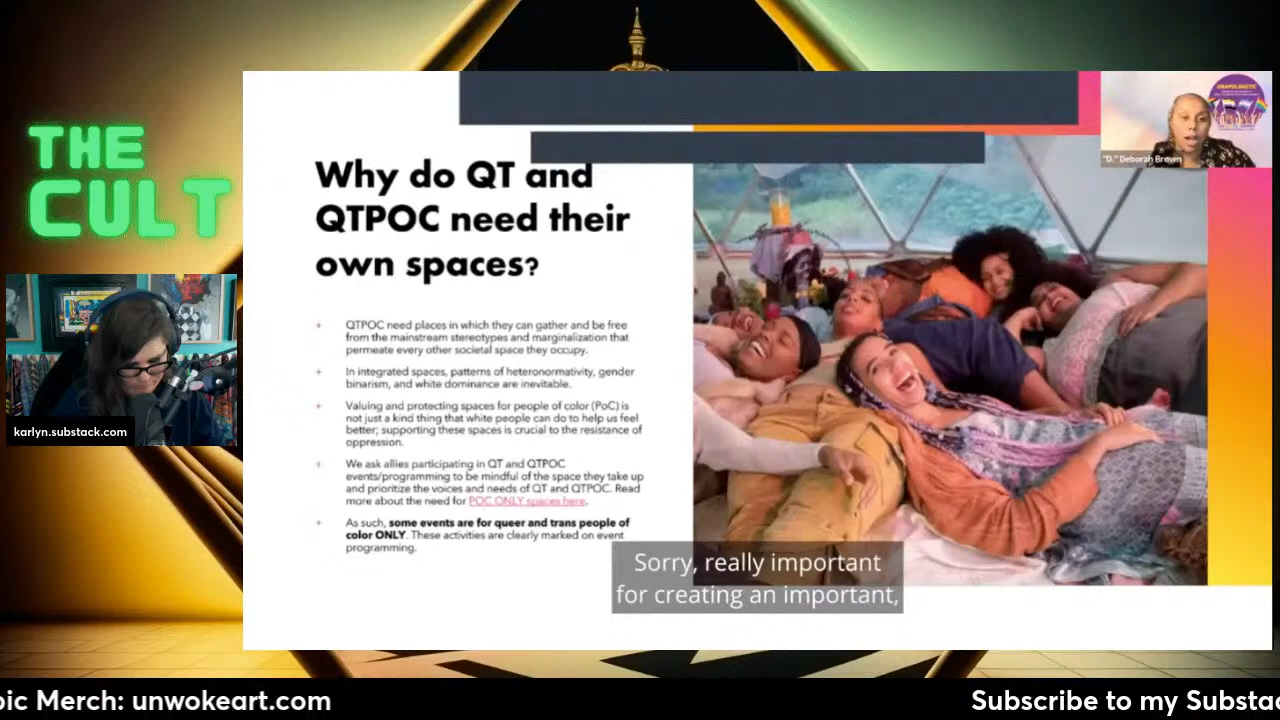 THE
CULT
karlyn.substack.com
UNAPOLOGETIC
"D." Deborah Brown
Why do QT and
QTPOC need their
own spaces?
+ QTPOC need places in which they can gather and be free
from the mainstream stereotypes and marginalization that
permeate every other societal space they occupy.
+ In integrated spaces, patterns of heteronormativity, gender
binarism, and white dominance are inevitable.
+ Valuing and protecting spaces for people of color (PoC) is
not just a kind thing that white people can do to help us feel
better; supporting these spaces is crucial to the resistance of
oppression.
+ We ask allies participating in QT and QTPOC
events/programming to be mindful of the space they take up
and prioritize the voices and needs of QT and QTPOC. Read
more about the need for POC ONLY spaces here.
+ As such, some events are for queer and trans people of
color ONLY. These activities are clearly marked on event
programming.
Sorry, really important
for creating an important,
Merch: unwokeart.com
Subscribe to my